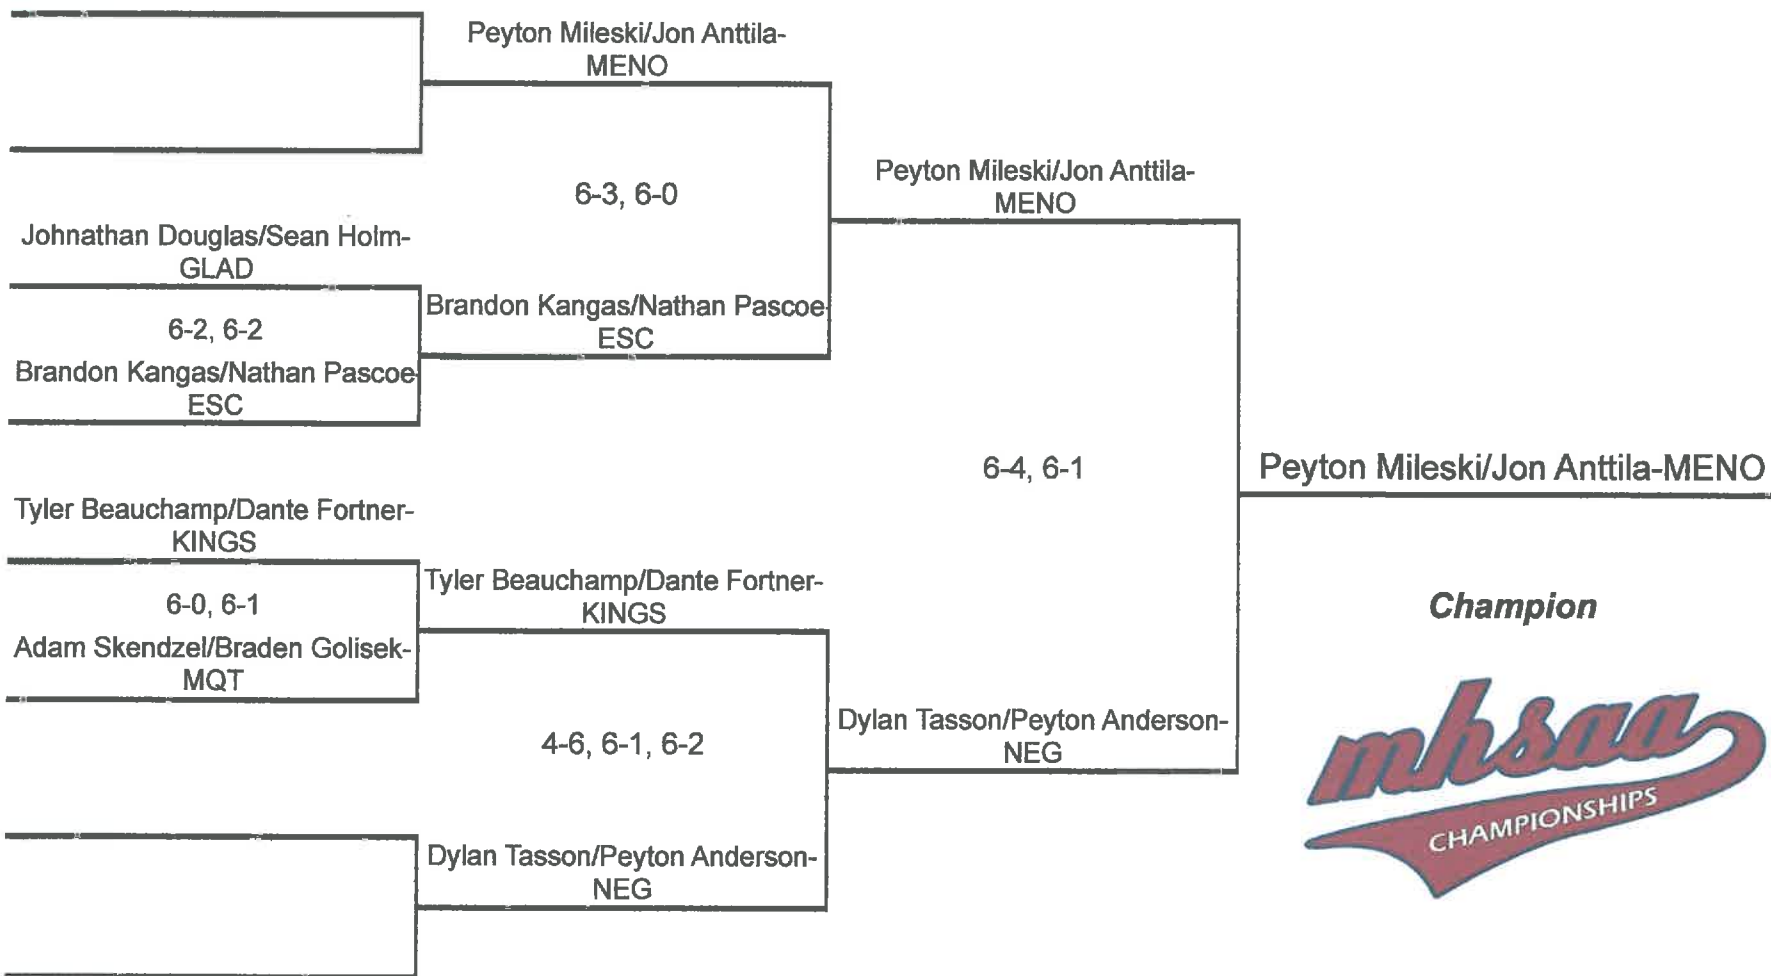 Peyton Mileski/Jon Anttila-
MENO
6-3, 6-0
Johnathan Douglas/Sean Holm-
GLAD
6-2, 6-2
Brandon Kangas/Nathan Pascoe-
ESC
Brandon Kangas/Nathan Pascoe-
ESC
Peyton Mileski/Jon Anttila-
MENO
6-4, 6-1
Tyler Beauchamp/Dante Fortner-
KINGS
6-0, 6-1
Adam Skendzel/Braden Golisek-
MQT
Tyler Beauchamp/Dante Fortner-
KINGS
4-6, 6-1, 6-2
Dylan Tasson/Peyton Anderson-
NEG
Dylan Tasson/Peyton Anderson-
NEG
Peyton Mileski/Jon Anttila-MENO
Champion
mhsaa
CHAMPIONSHIPS